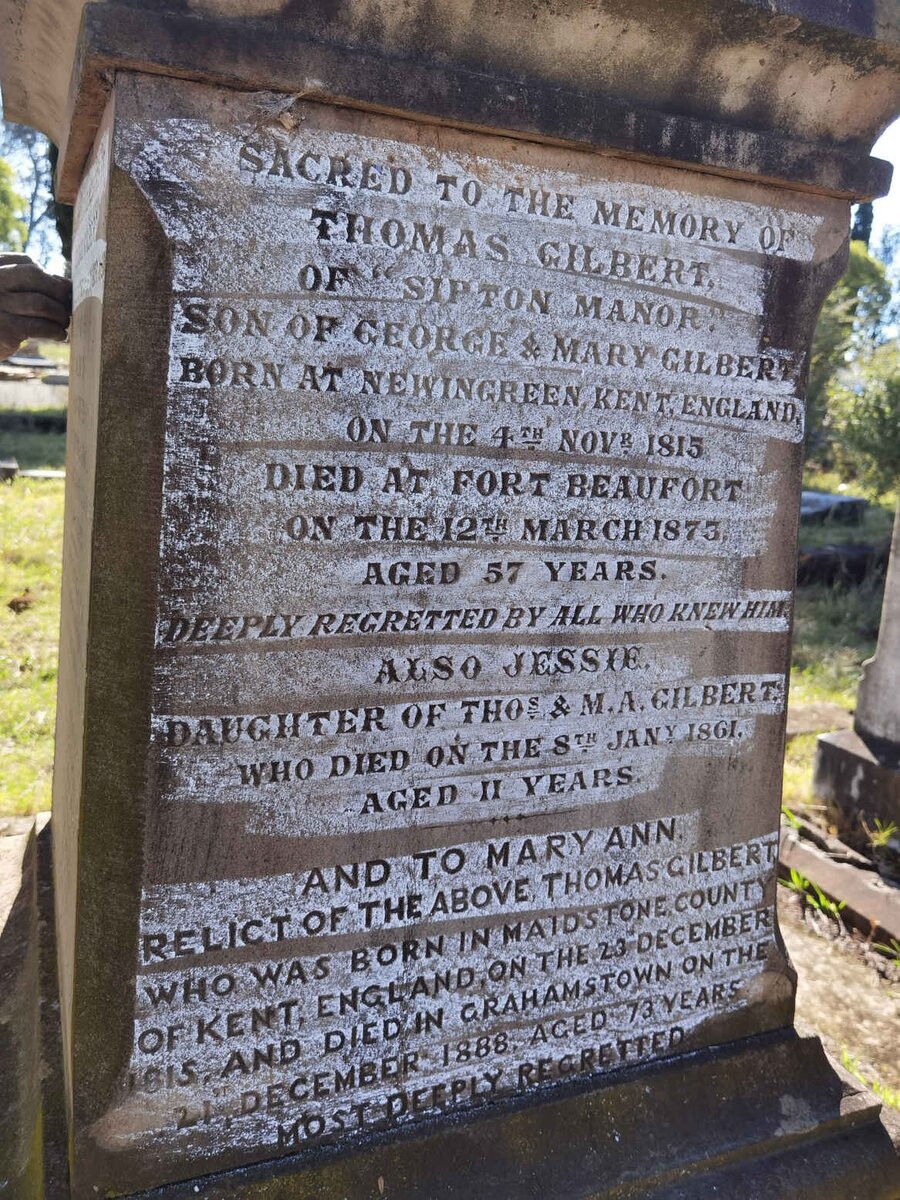 SACRED TO THE MEMORY OF
THOMAS GILBERT,
OF "SIPTON MANOR."
SON OF GEORGE & MARY GILBERT
BORN AT NEWINGREEN, KENT, ENGLAND,
ON THE 4TH NOVR 1815
DIED AT FORT BEAUFORT
ON THE 12TH MARCH 1873.
AGED 57 YEARS.
DEEPLY REGRETTED BY ALL WHO KNEW HIM.
ALSO JESSIE,
DAUGHTER OF THOS & M.A. GILBERT,
WHO DIED ON THE 8TH JANY 1861.
AGED 11 YEARS.
AND TO MARY ANN
RELICT OF THE ABOVE, THOMAS GILBERT
WHO WAS BORN IN MAIDSTONE, COUNTY
OF KENT, ENGLAND, ON THE 23 DECEMBER
1815, AND DIED IN GRAHAMSTOWN ON THE
21 DECEMBER 1888, AGED 73 YEARS
MOST DEEPLY REGRETTED